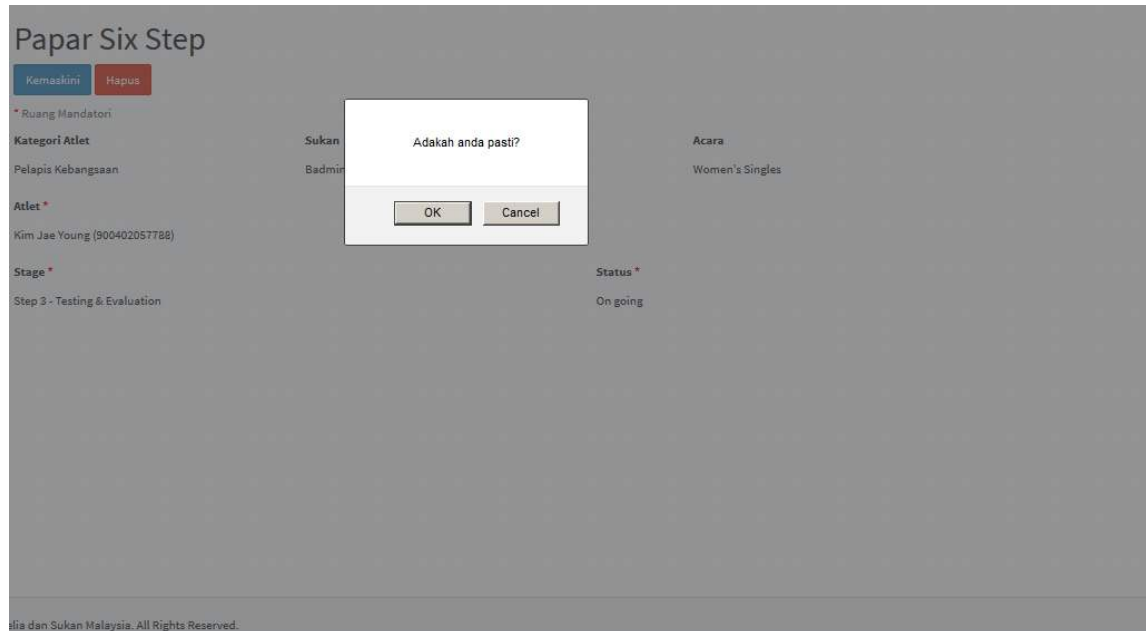 Papar Six Step
Kemaskini Hapus
* Ruang Mandatori
Kategori Atlet Sukan Acara
Pelapis Kebangsaan Badmin Women's Singles
Adakah anda pasti?
OK Cancel
Atlet *
Kim Jae Young (900402057788)
Stage * Status *
Step 3 - Testing & Evaluation On going
elia dan Sukan Malaysia. All Rights Reserved.